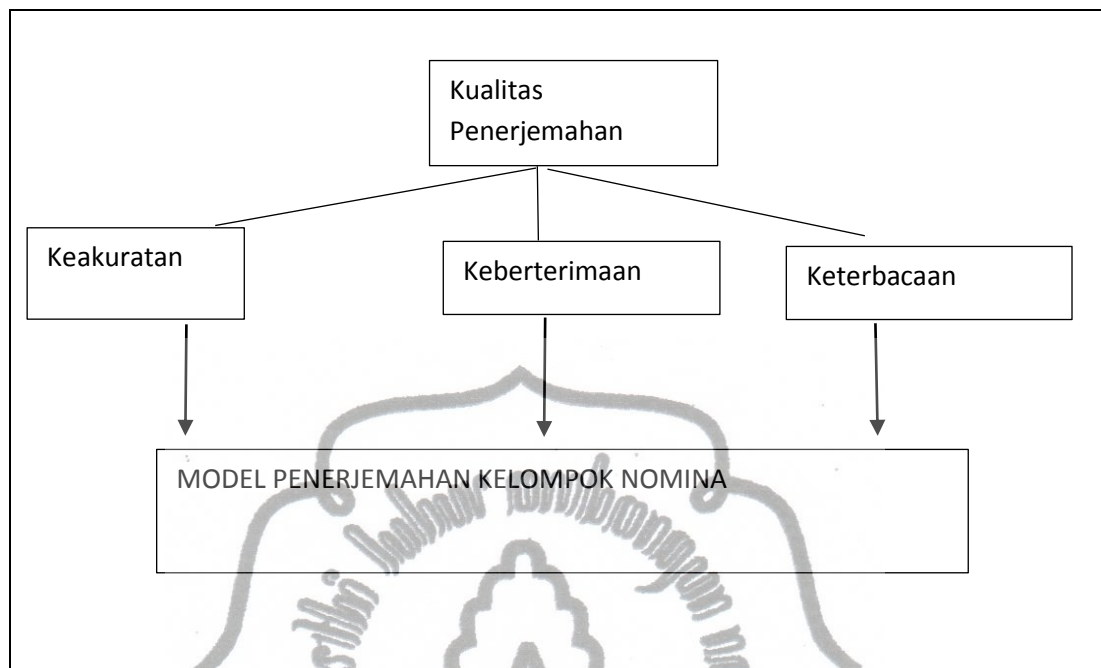 Kualitas
Penerjemahan
Keakuratan
Keberterimaan
Keterbacaan
MODEL PENERJEMAHAN KELOMPOK NOMINA